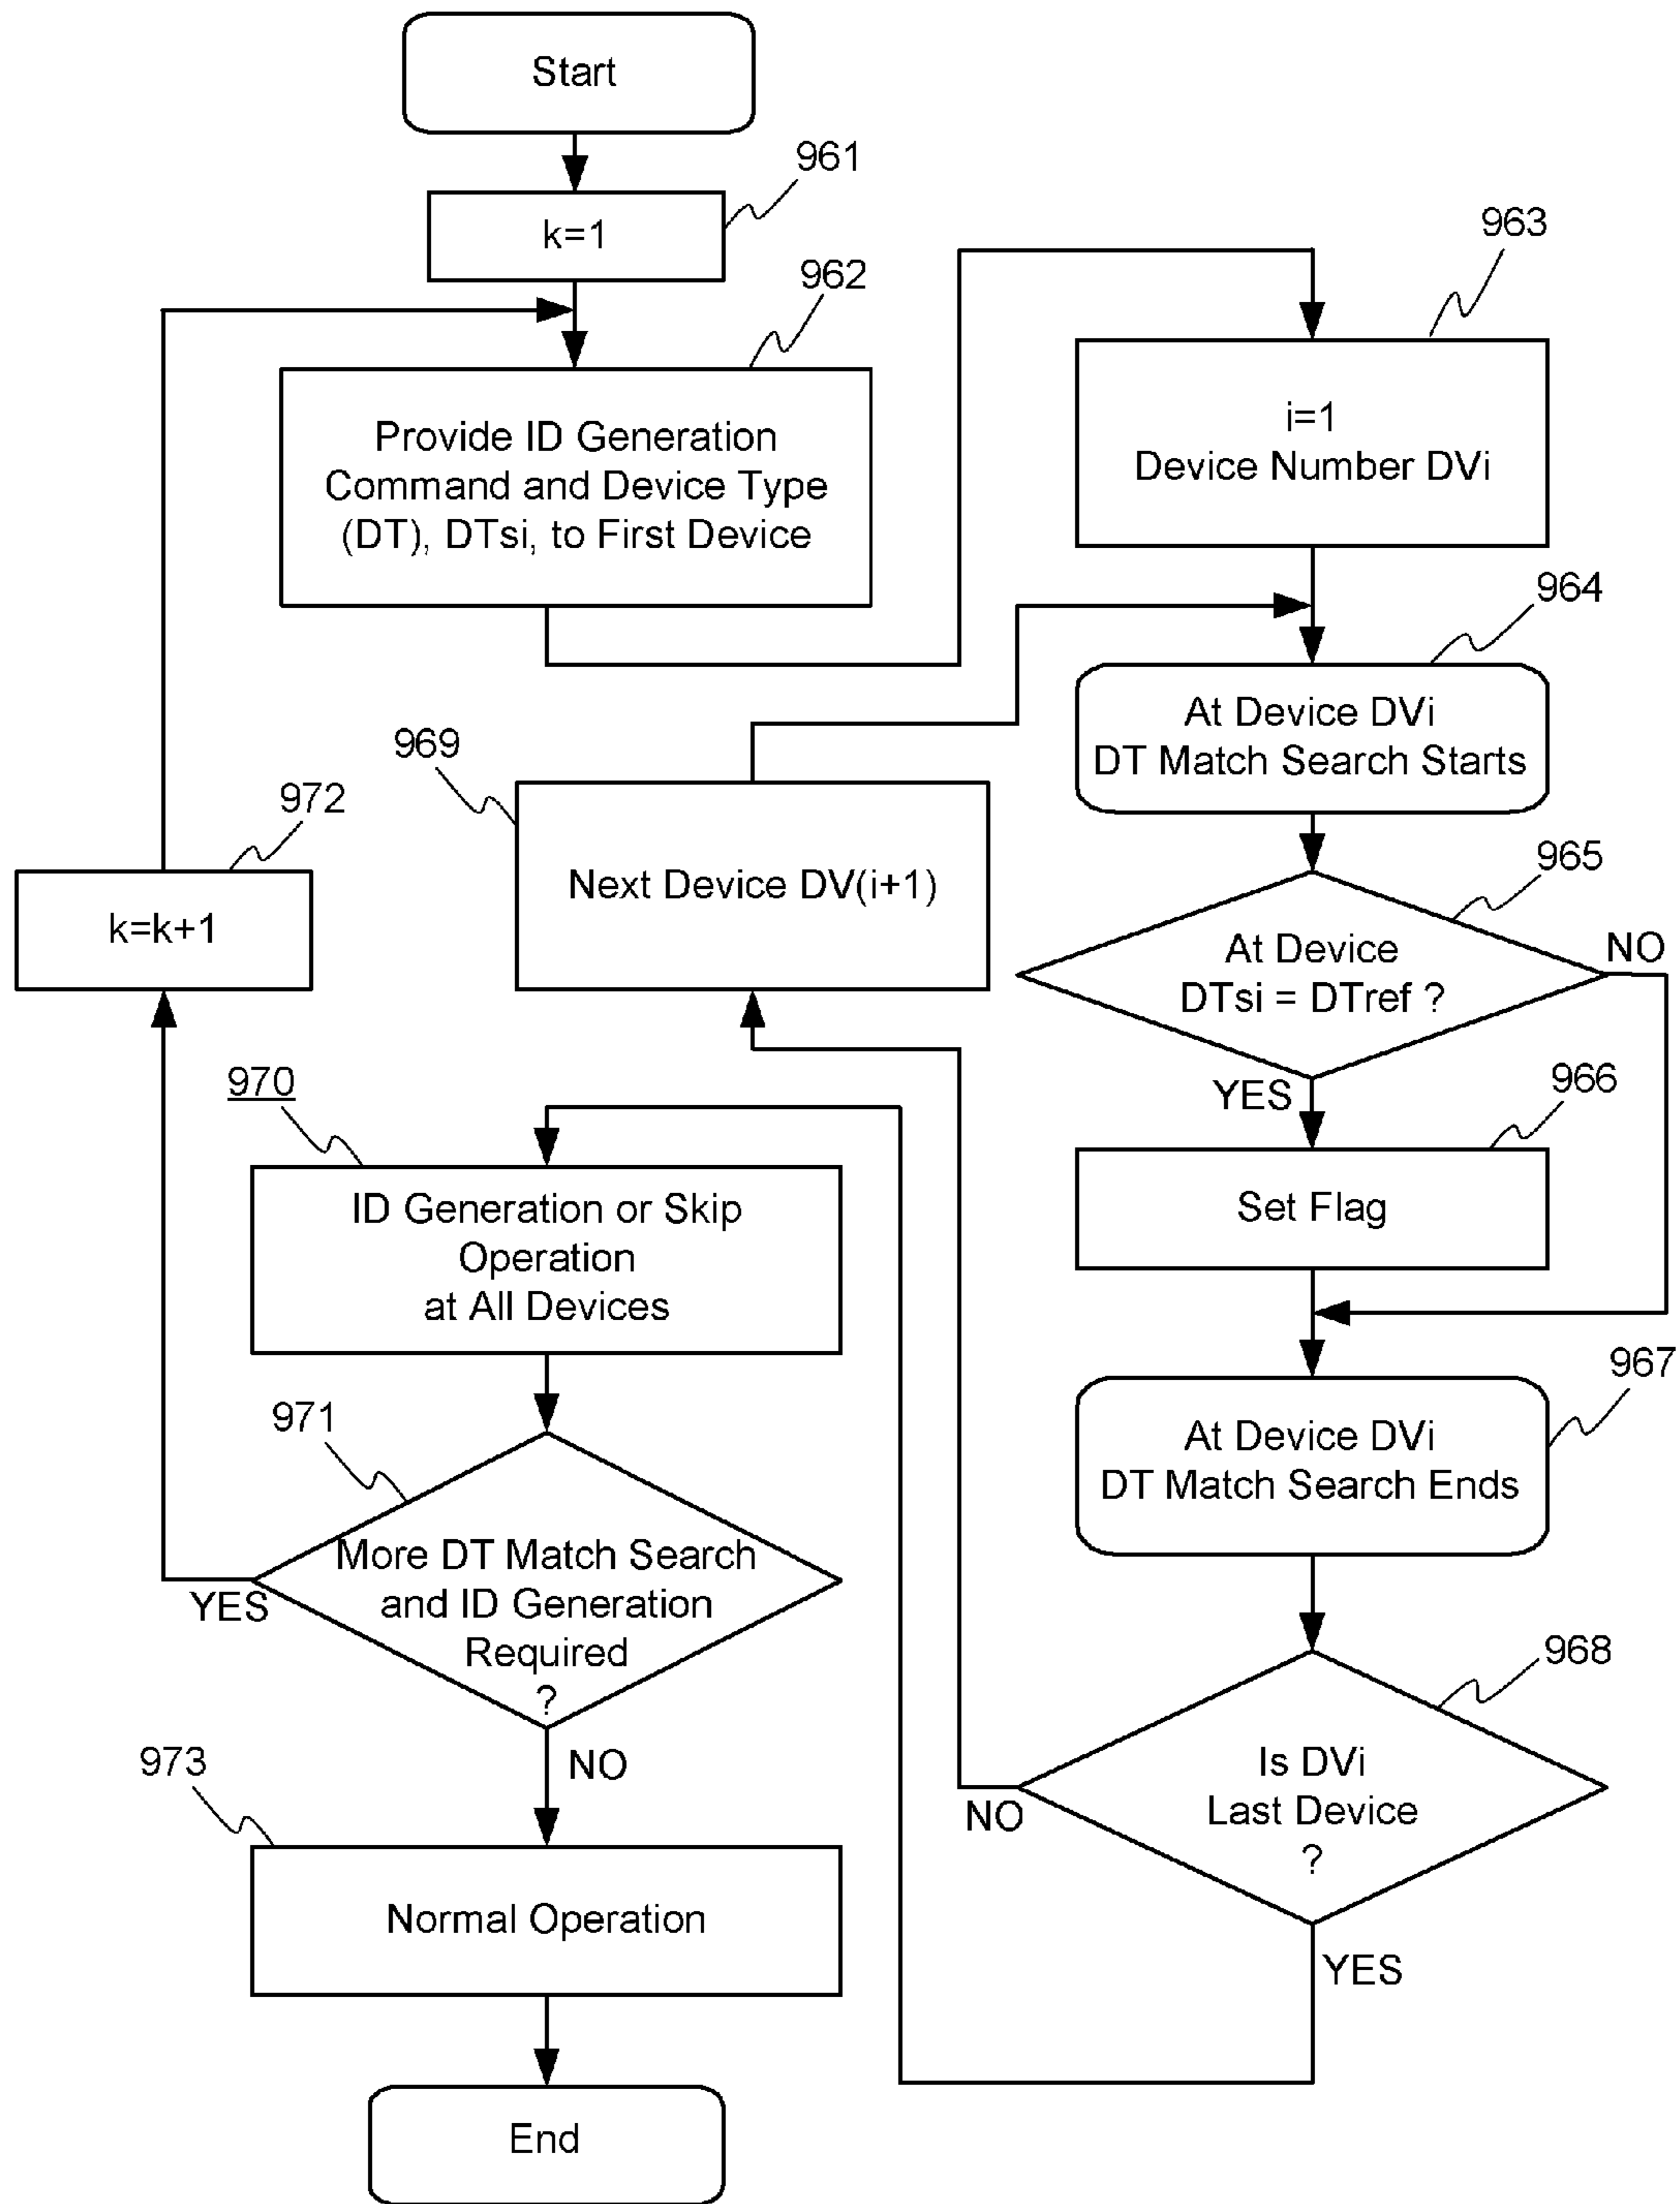 Start
961
k=1
962
Provide ID Generation
Command and Device Type
(DT), DTsi, to First Device
963
i=1
Device Number DVi
964
At Device DVi
DT Match Search Starts
965
At Device
DTsi = DTref ?
NO
YES
966
Set Flag
967
At Device DVi
DT Match Search Ends
968
Is DVi
Last Device
?
NO
YES
969
Next Device DV(i+1)
970
ID Generation or Skip
Operation
at All Devices
971
More DT Match Search
and ID Generation
Required
?
YES
NO
972
k=k+1
973
Normal Operation
End